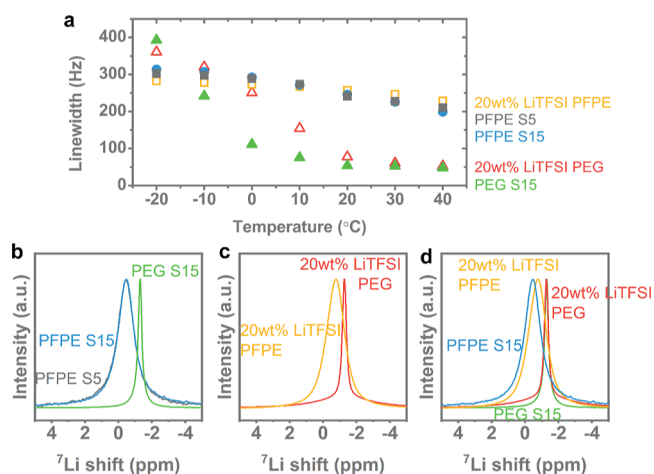 a
Linewidth (Hz)
400
300
200
100
0
-20
-10
0
10
20
30
40
Temperature (°C)
20wt% LiTFSI PFPE
PFPE S5
PFPE S15
20wt% LiTFSI PEG
PEG S15
b
Intensity (a.u.)
PEG S15
PFPE S15
PFPE S5
4 2 0 -2 -4
⁷Li shift (ppm)
c
Intensity (a.u.)
20wt% LiTFSI
PEG
20wt% LiTFSI
PFPE
4 2 0 -2 -4
⁷Li shift (ppm)
d
Intensity (a.u.)
20wt% LiTFSI
PFPE
20wt% LiTFSI
PEG
PFPE S15
PEG S15
4 2 0 -2 -4
⁷Li shift (ppm)